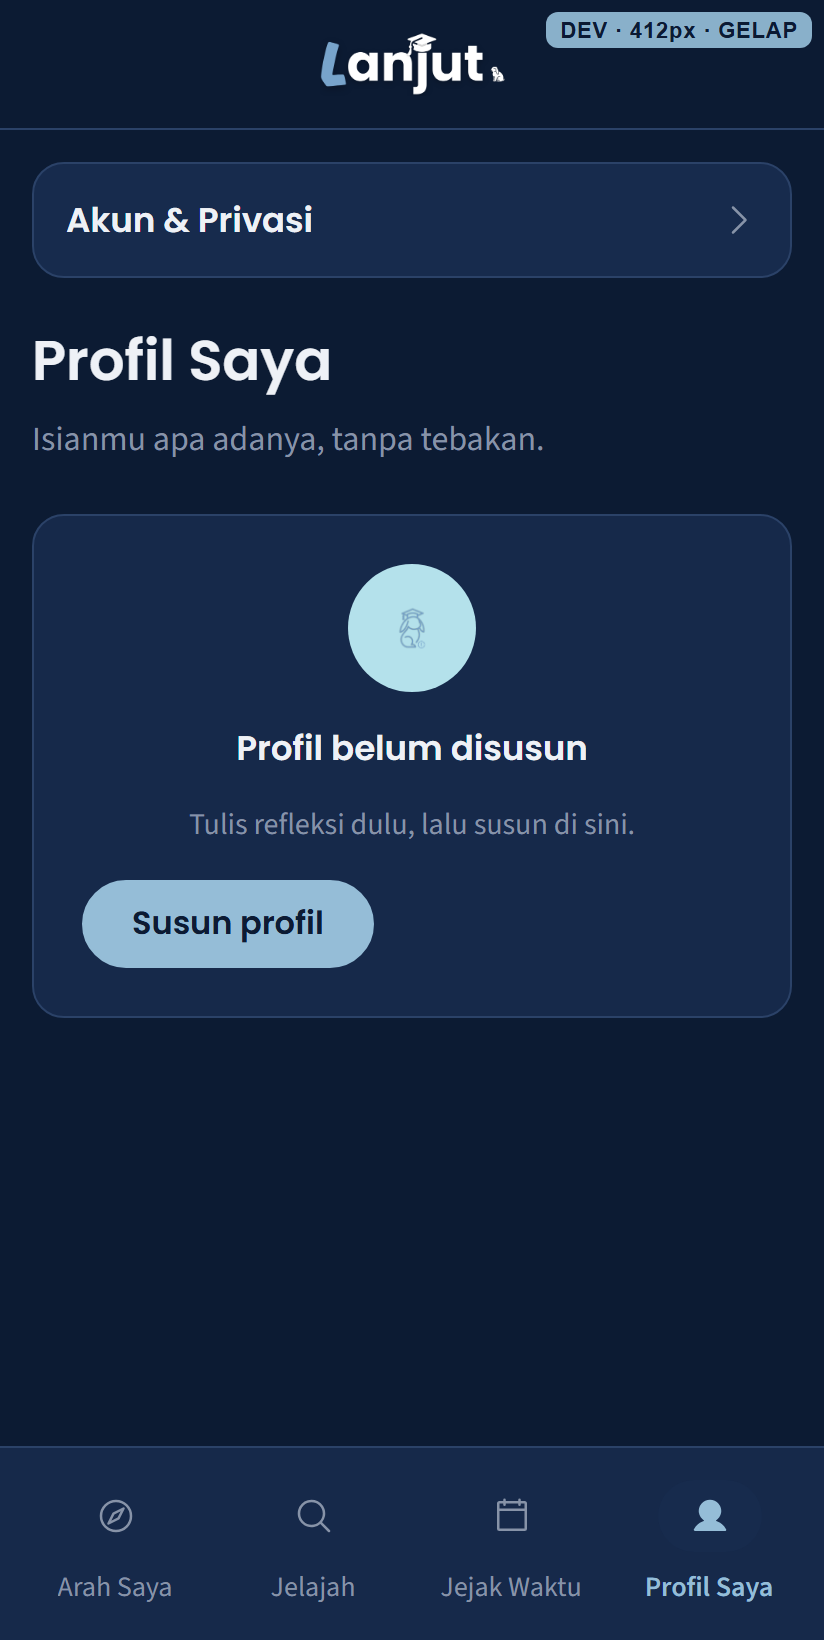 Lanjut
DEV · 412px · GELAP
Akun & Privasi
Profil Saya
Isianmu apa adanya, tanpa tebakan.
Profil belum disusun
Tulis refleksi dulu, lalu susun di sini.
Susun profil
Arah Saya
Jelajah
Jejak Waktu
Profil Saya